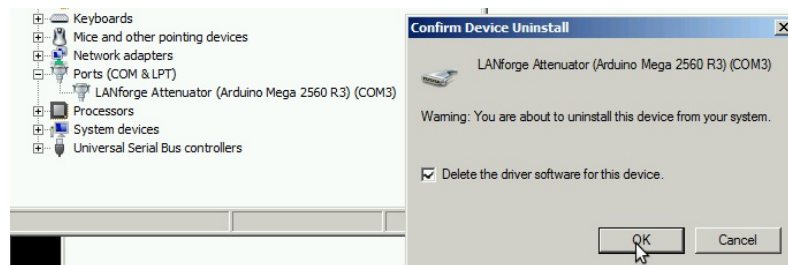 Keyboards
Mice and other pointing devices
Network adapters
Ports (COM & LPT)
LANforge Attenuator (Arduino Mega 2560 R3) (COM3)
Processors
System devices
Universal Serial Bus controllers
Confirm Device Uninstall
LANforge Attenuator (Arduino Mega 2560 R3) (COM3)
Warning: You are about to uninstall this device from your system.
Delete the driver software for this device.
OK
Cancel